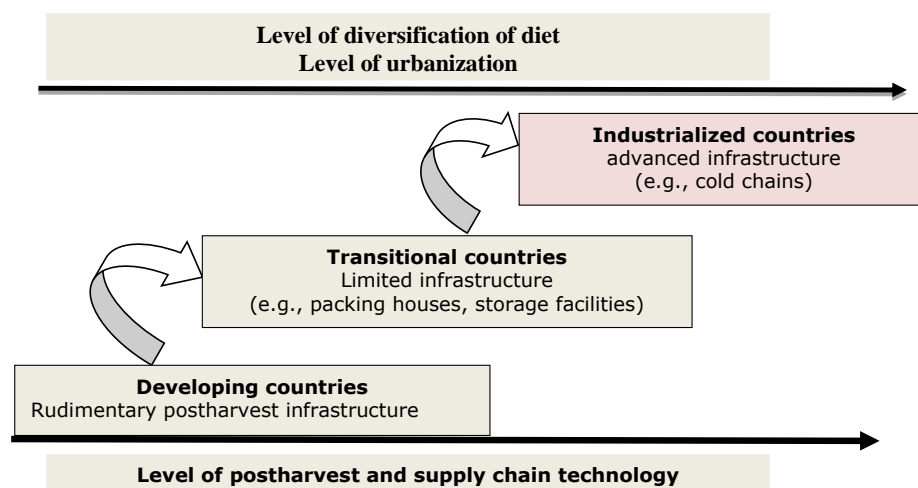 Level of diversification of diet
Level of urbanization
Industrialized countries
advanced infrastructure
(e.g., cold chains)
Transitional countries
Limited infrastructure
(e.g., packing houses, storage facilities)
Developing countries
Rudimentary postharvest infrastructure
Level of postharvest and supply chain technology